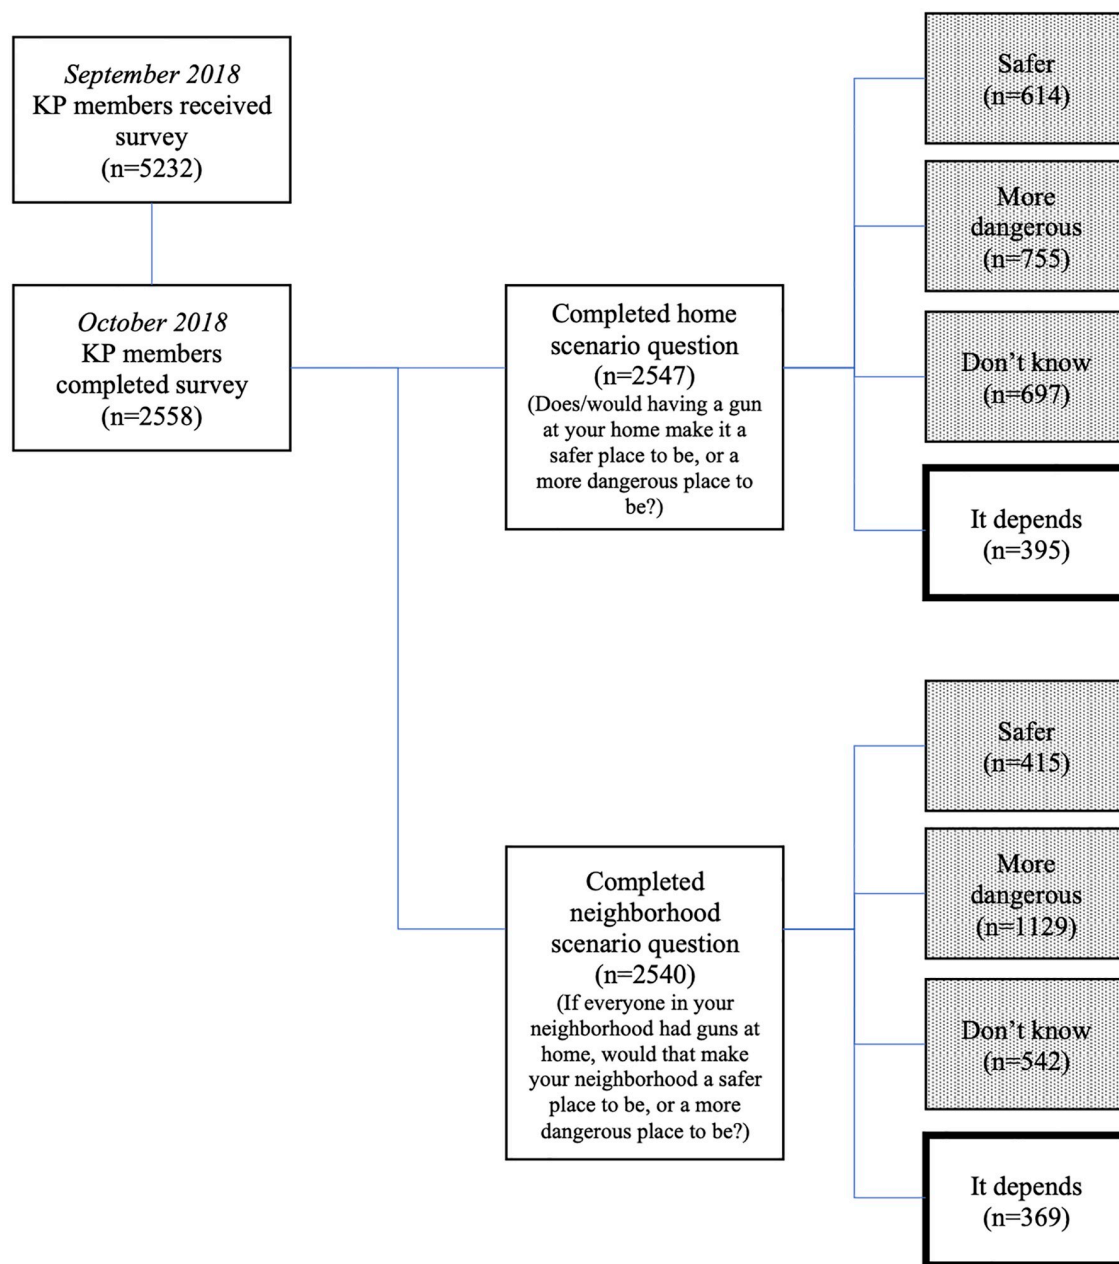 September 2018
KP members received
survey
(n=5232)
October 2018
KP members
completed survey
(n=2558)
Completed home
scenario question
(n=2547)
(Does/would having a gun
at your home make it a
safer place to be, or a
more dangerous place to
be?)
Safer
(n=614)
More
dangerous
(n=755)
Don’t know
(n=697)
It depends
(n=395)
Completed
neighborhood
scenario question
(n=2540)
(If everyone in your
neighborhood had guns at
home, would that make
your neighborhood a safer
place to be, or a more
dangerous place to be?)
Safer
(n=415)
More
dangerous
(n=1129)
Don’t know
(n=542)
It depends
(n=369)